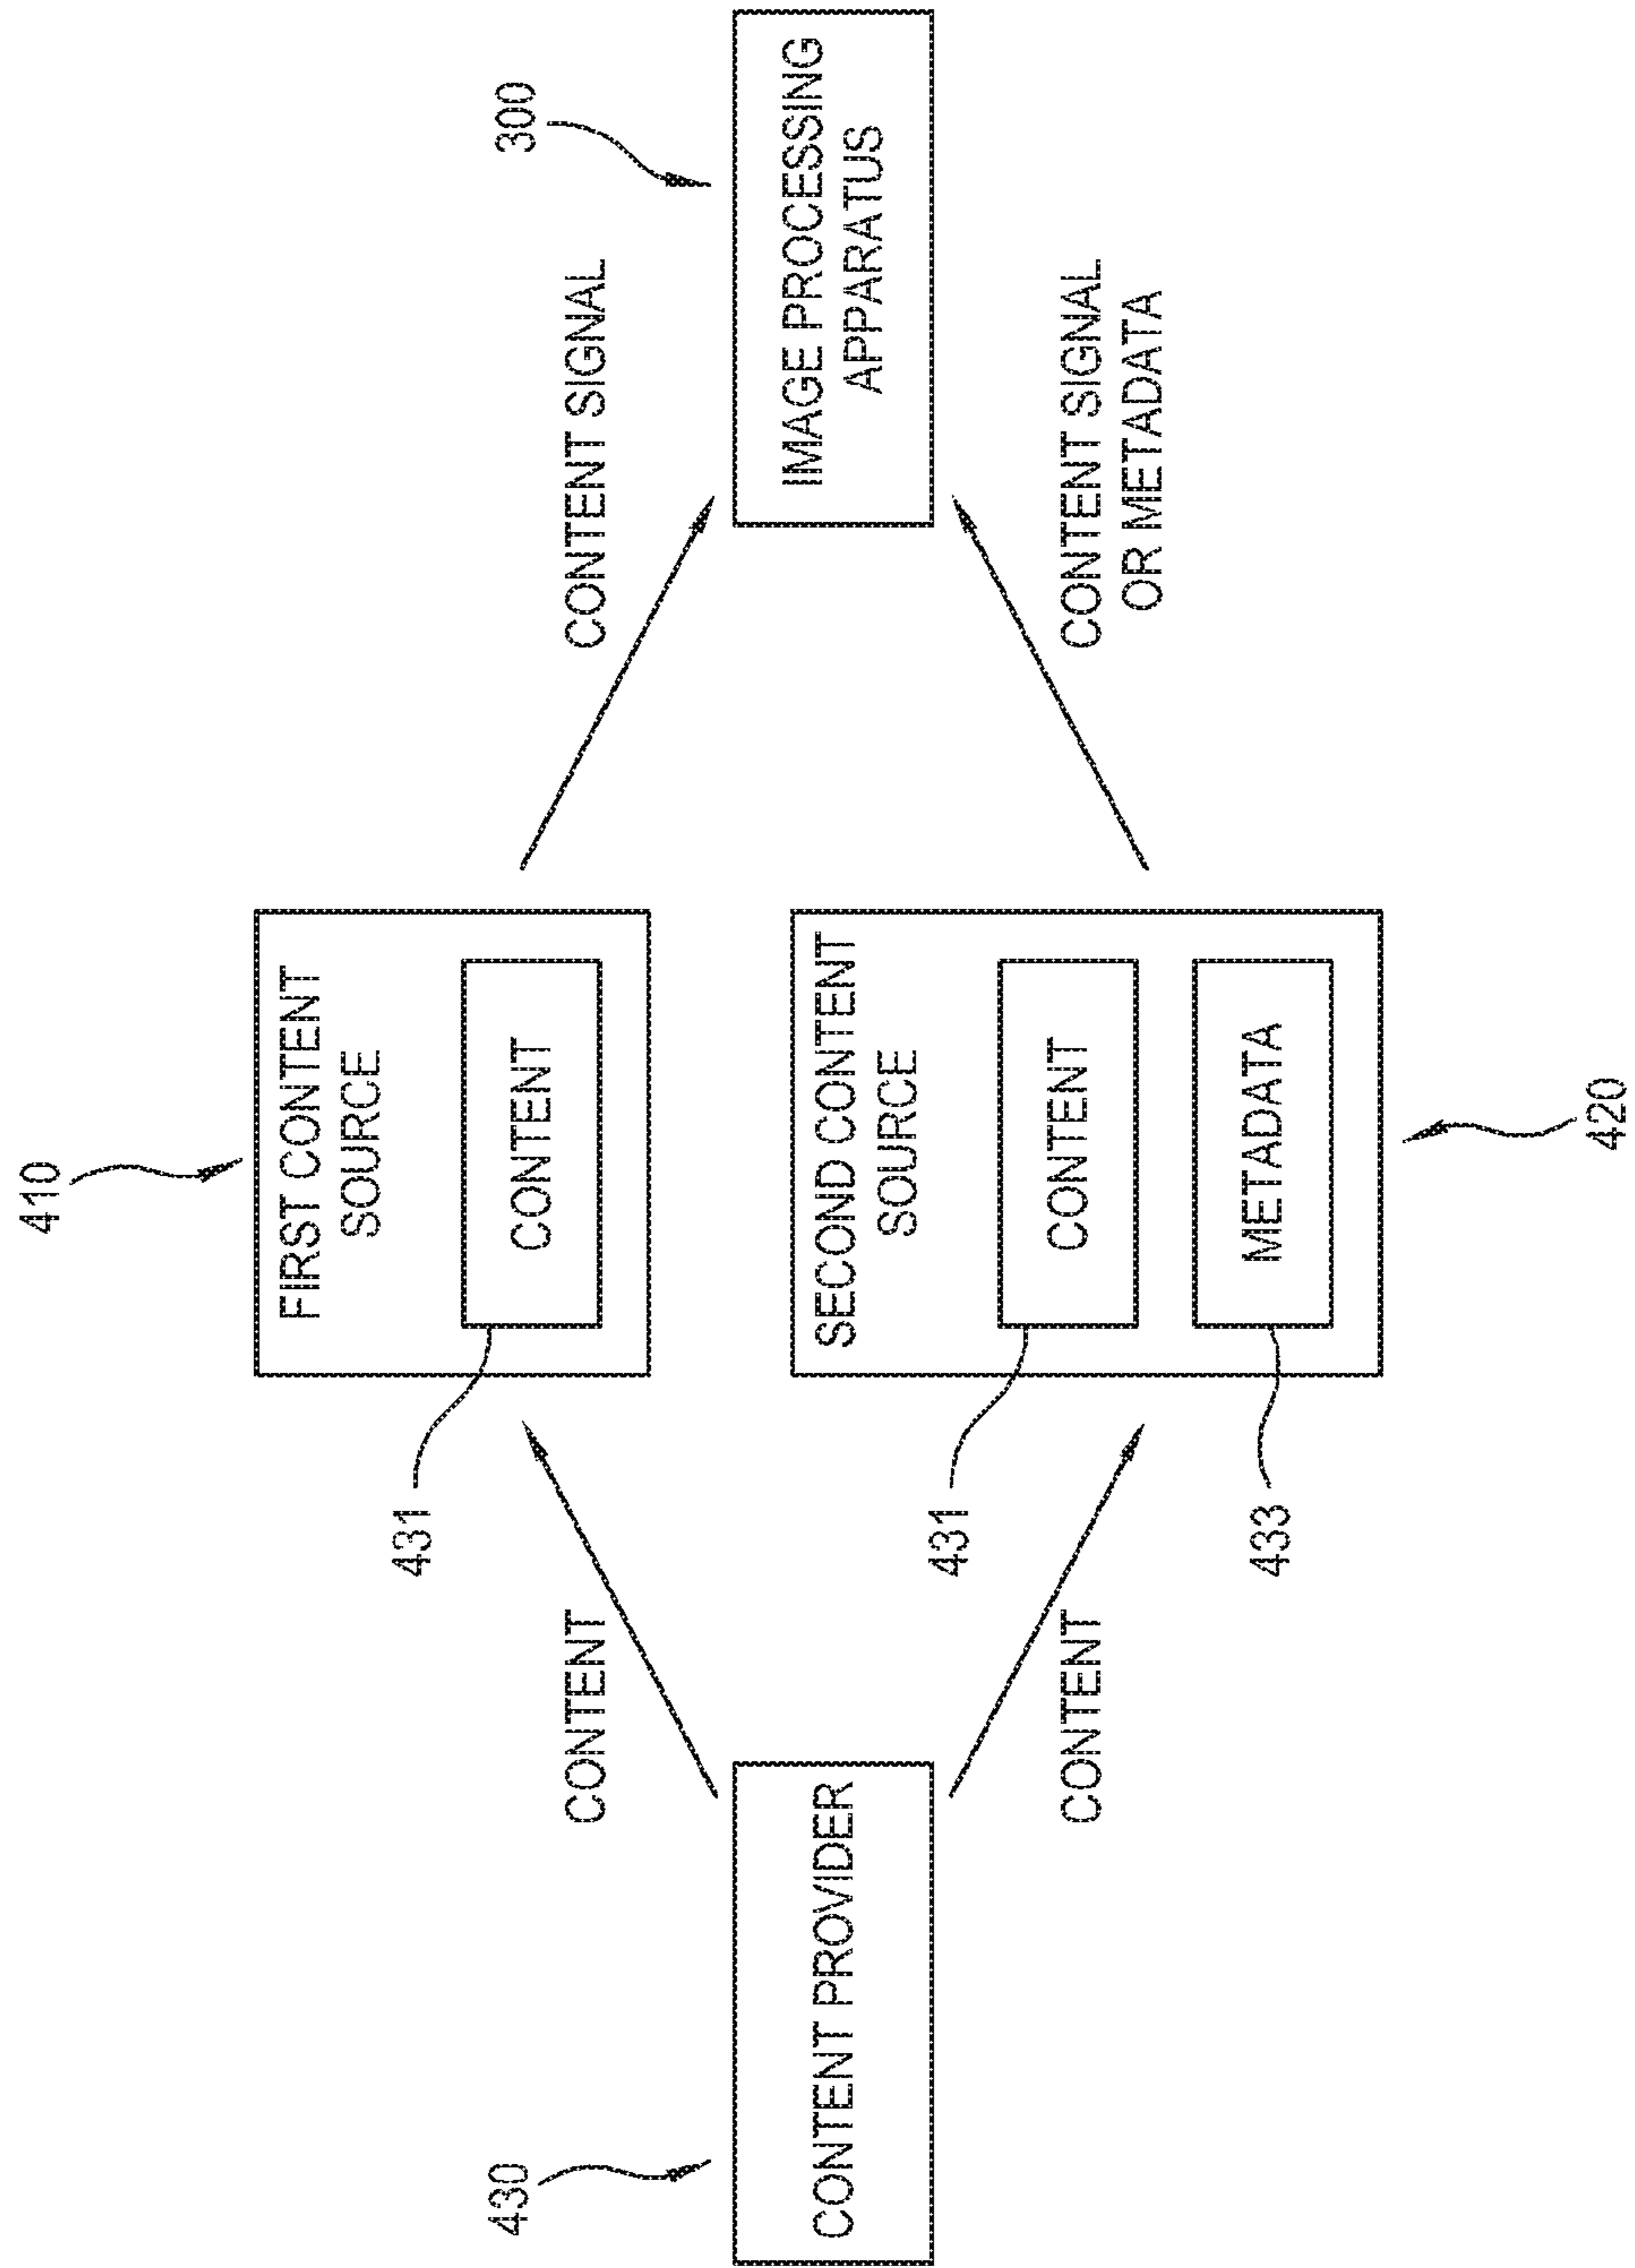 430
CONTENT PROVIDER
CONTENT
CONTENT
410
FIRST CONTENT
SOURCE
CONTENT
431
SECOND CONTENT
SOURCE
CONTENT
431
METADATA
433
420
CONTENT SIGNAL
CONTENT SIGNAL
OR METADATA
300
IMAGE PROCESSING
APPARATUS